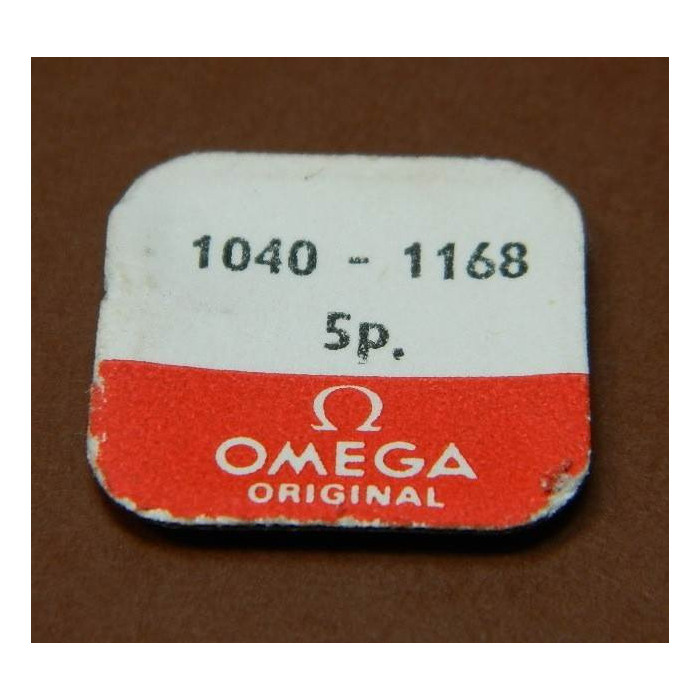 1040 - 1168
5p.
Ω
OMEGA
ORIGINAL